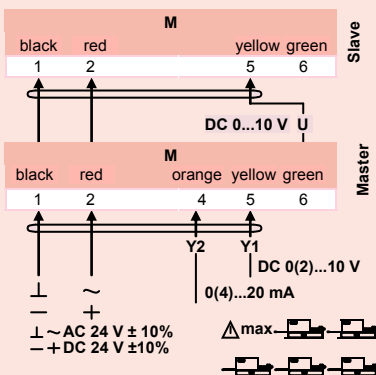 M
black red yellow green
1 2 5 6
Slave
DC 0...10 V U
M
black red orange yellow green
1 2 4 5 6
Master
Y2 Y1
DC 0(2)...10 V
0(4)...20 mA
⊥ ~
− +
⊥ ~ AC 24 V ± 10%
− + DC 24 V ±10%
max.